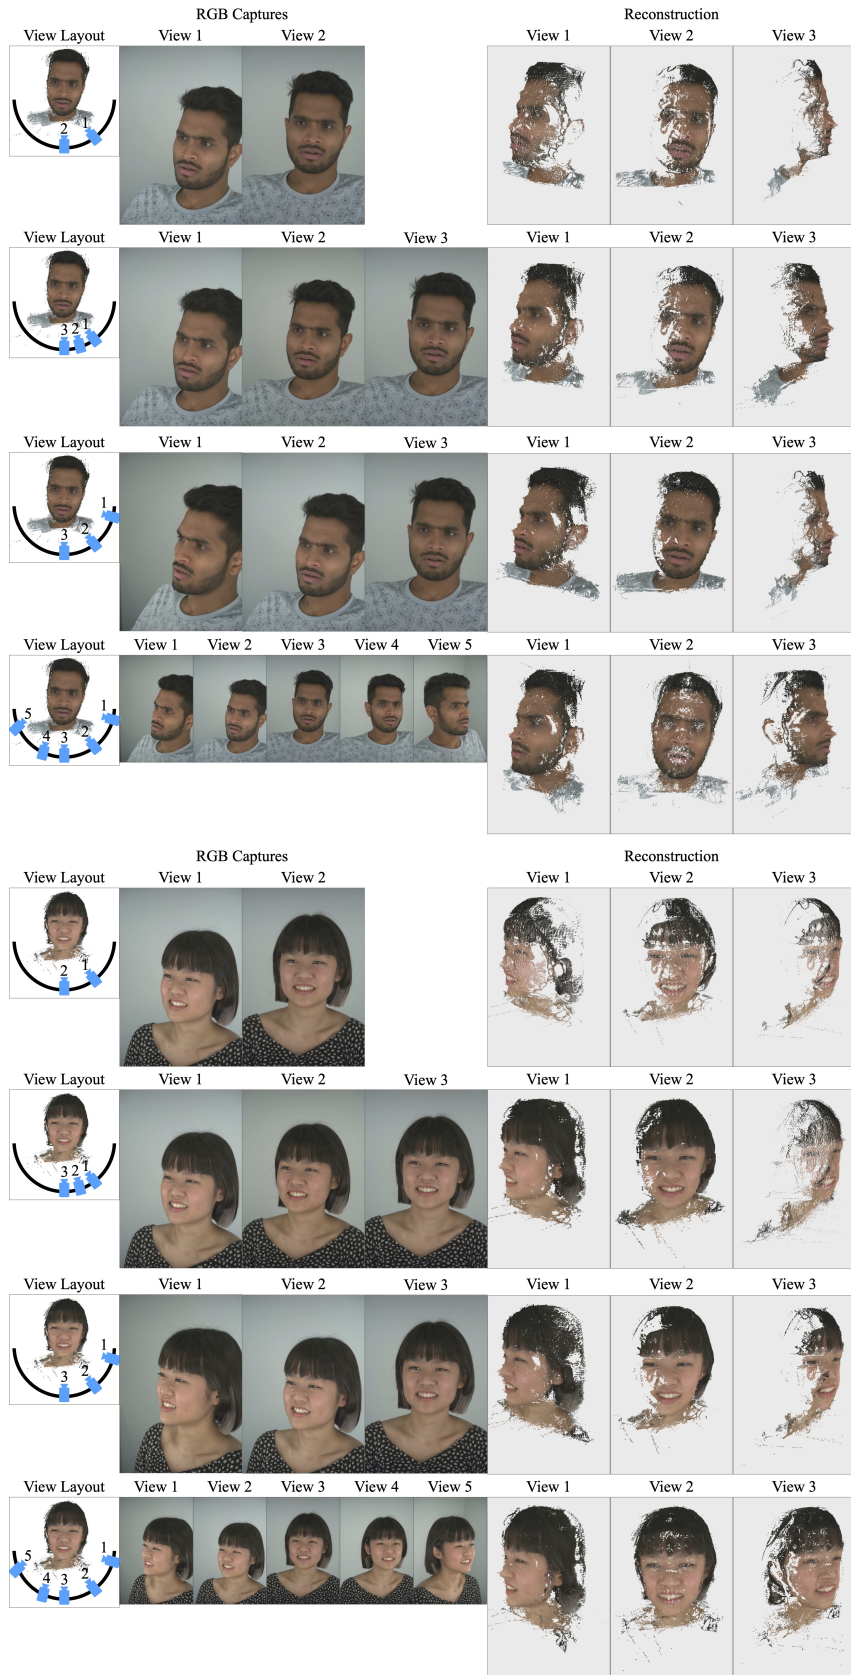 RGB Captures Reconstruction
View Layout View 1 View 2 View 1 View 2 View 3
2 1
View Layout View 1 View 2 View 3 View 1 View 2 View 3
3 2 1
View Layout View 1 View 2 View 3 View 1 View 2 View 3
1
2
3
View Layout View 1 View 2 View 3 View 4 View 5 View 1 View 2 View 3
5 1
4 3 2
RGB Captures Reconstruction
View Layout View 1 View 2 View 1 View 2 View 3
2 1
View Layout View 1 View 2 View 3 View 1 View 2 View 3
3 2 1
View Layout View 1 View 2 View 3 View 1 View 2 View 3
1
2
3
View Layout View 1 View 2 View 3 View 4 View 5 View 1 View 2 View 3
5 1
4 3 2